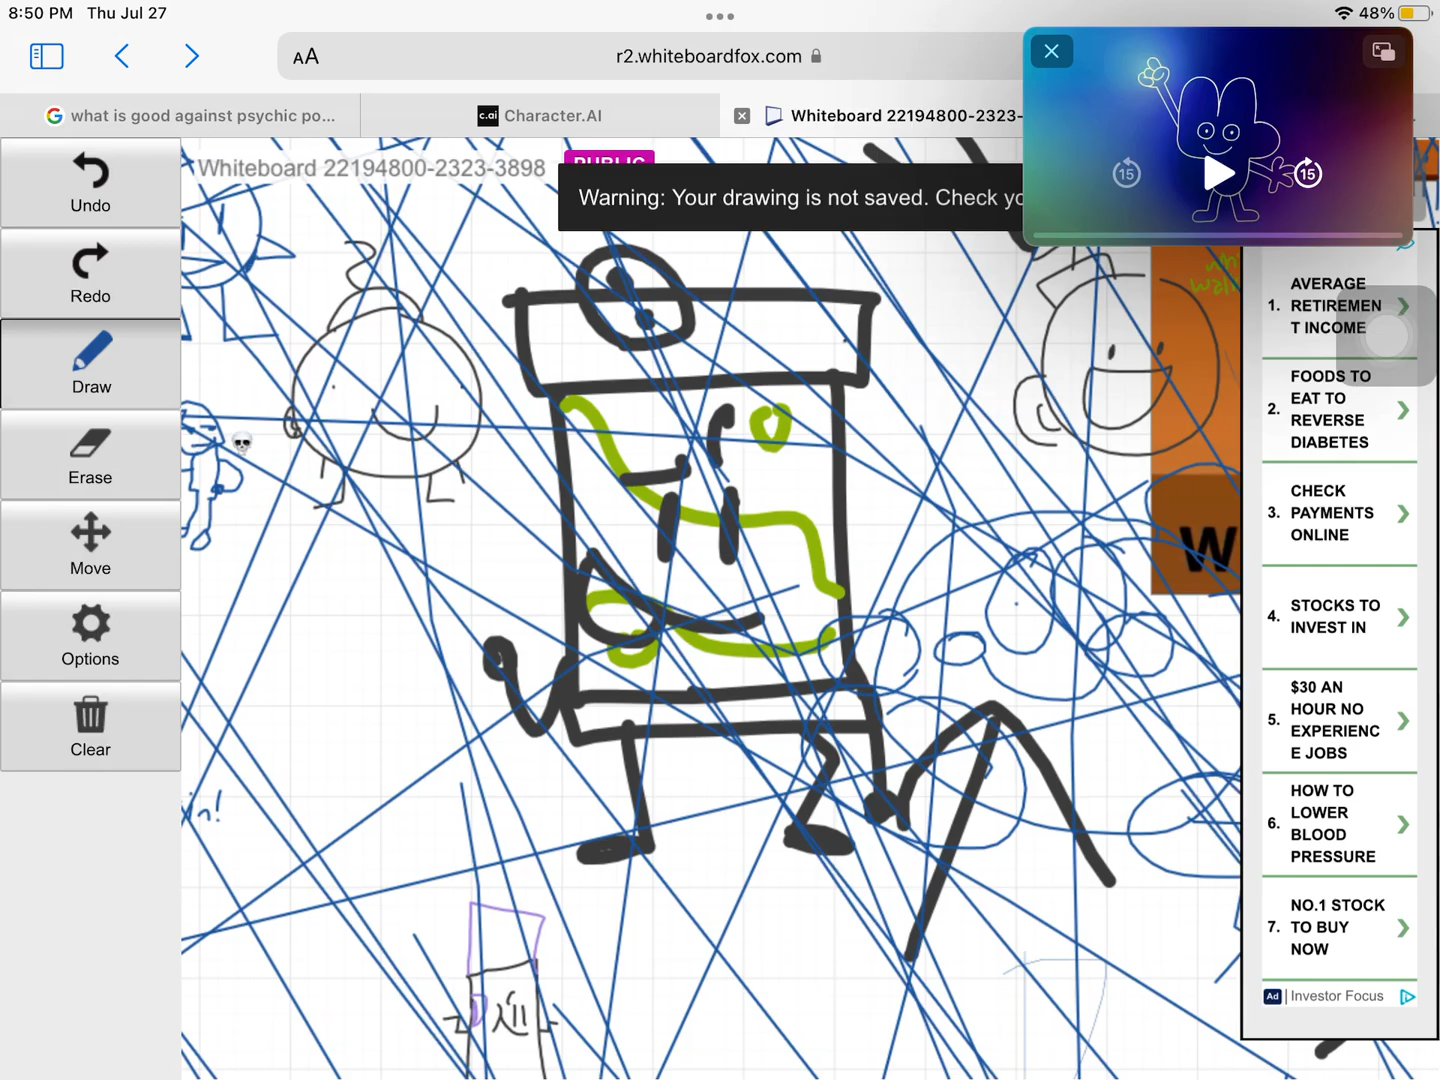 8:50 PM Thu Jul 27
48%
AA
r2.whiteboardfox.com
what is good against psychic po...
c.ai Character.AI
Whiteboard 22194800-2323-
Whiteboard 22194800-2323-3898
PUBLIC
Warning: Your drawing is not saved. Check yo
15
15
Undo
Redo
Draw
Erase
Move
Options
Clear
W
in!
1. AVERAGE
RETIREMEN
T INCOME
2. FOODS TO
EAT TO
REVERSE
DIABETES
3. CHECK
PAYMENTS
ONLINE
4. STOCKS TO
INVEST IN
5. $30 AN
HOUR NO
EXPERIENC
E JOBS
6. HOW TO
LOWER
BLOOD
PRESSURE
7. NO.1 STOCK
TO BUY
NOW
Ad | Investor Focus